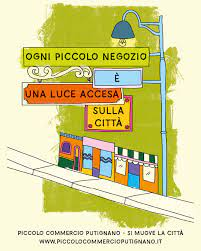 OGNI PICCOLO NEGOZIO
È
UNA LUCE ACCESA
SULLA
CITTÀ
PICCOLO COMMERCIO PUTIGNANO - SI MUOVE LA CITTÀ
WWW.PICCOLOCOMMERCIOPUTIGNANO.IT